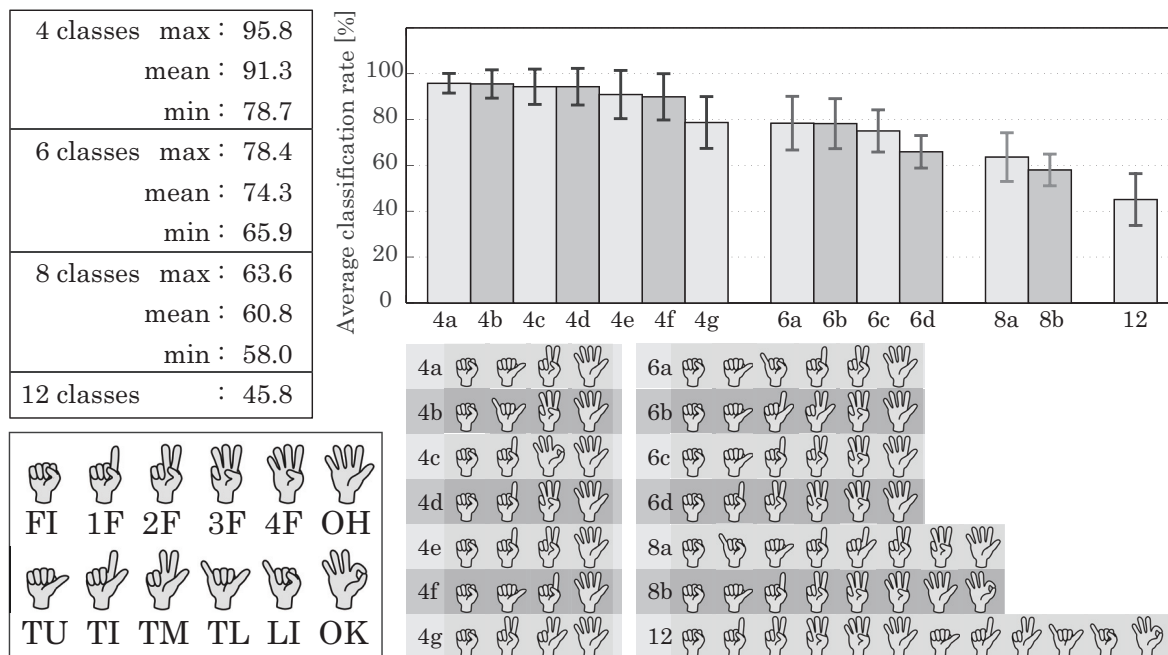 4 classes max : 95.8
mean : 91.3
min : 78.7
6 classes max : 78.4
mean : 74.3
min : 65.9
8 classes max : 63.6
mean : 60.8
min : 58.0
12 classes : 45.8
FI 1F 2F 3F 4F OH
TU TI TM TL LI OK
Average classification rate [%]
100
80
60
40
20
0
4a 4b 4c 4d 4e 4f 4g 6a 6b 6c 6d 8a 8b 12
4a
4b
4c
4d
4e
4f
4g
6a
6b
6c
6d
8a
8b
12